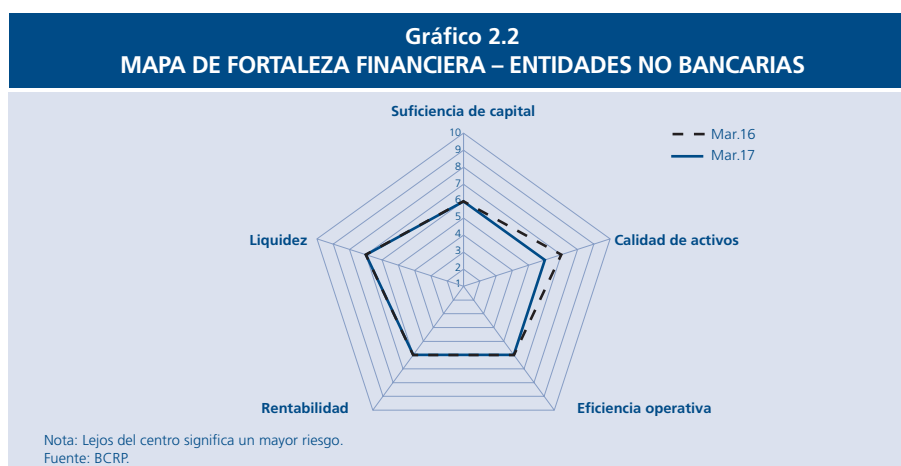 Gráfico 2.2
MAPA DE FORTALEZA FINANCIERA – ENTIDADES NO BANCARIAS
Suficiencia de capital
10
9
8
7
6
5
4
3
2
1
Mar.16
Mar.17
Liquidez
Calidad de activos
Rentabilidad
Eficiencia operativa
Nota: Lejos del centro significa un mayor riesgo.
Fuente: BCRP.